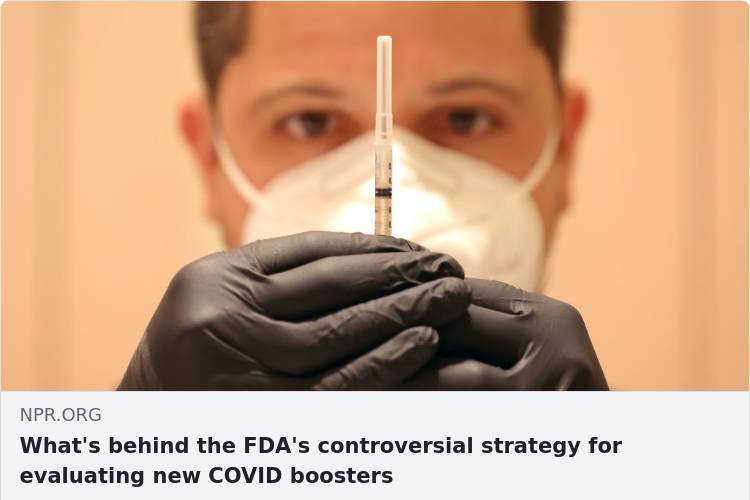 NPR.ORG
What's behind the FDA's controversial strategy for
evaluating new COVID boosters